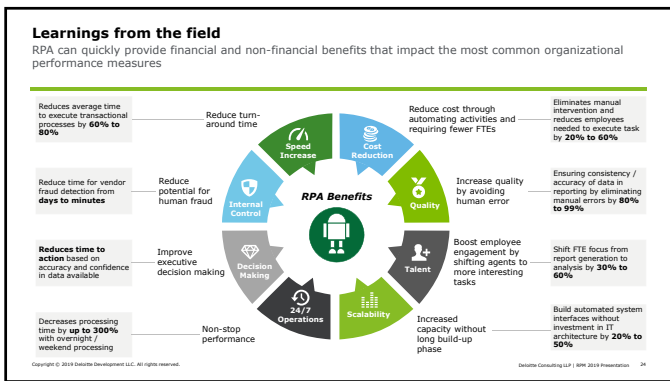 Learnings from the field
RPA can quickly provide financial and non-financial benefits that impact the most common organizational
performance measures
Reduces average time
to execute transactional
processes by 60% to
80%
Reduce turn-
around time
Speed
Increase
Cost
Reduction
Reduce cost through
automating activities and
requiring fewer FTEs
Eliminates manual
intervention and
reduces employees
needed to execute task
by 20% to 60%
Reduce time for vendor
fraud detection from
days to minutes
Reduce
potential for
human fraud
Internal
Control
RPA Benefits
Quality
Increase quality
by avoiding
human error
Ensuring consistency /
accuracy of data in
reporting by eliminating
manual errors by 80%
to 99%
Reduces time to
action based on
accuracy and confidence
in data available
Improve
executive
decision making
Decision
Making
Talent
Boost employee
engagement by
shifting agents to
more interesting
tasks
Shift FTE focus from
report generation to
analysis by 30% to
60%
Decreases processing
time by up to 300%
with overnight /
weekend processing
Non-stop
performance
24/7
Operations
Scalability
Increased
capacity without
long build-up
phase
Build automated system
interfaces without
investment in IT
architecture by 20% to
50%
Copyright © 2019 Deloitte Development LLC. All rights reserved.
Deloitte Consulting LLP | RPM 2019 Presentation 24